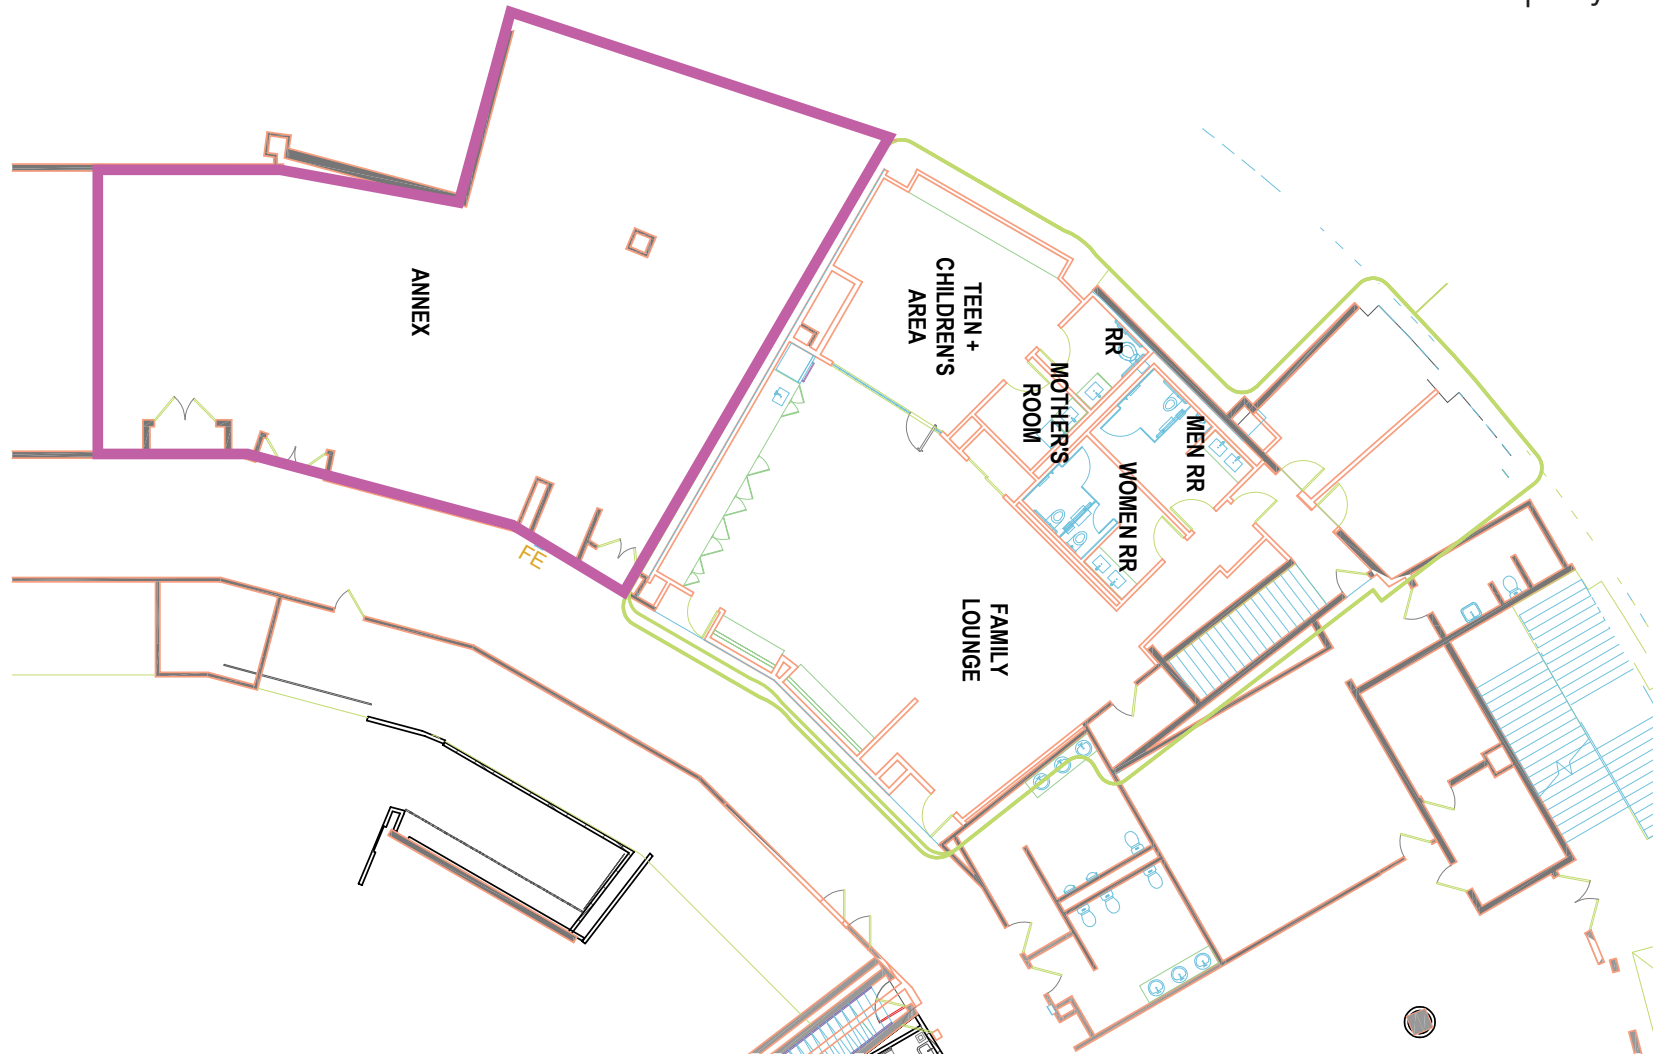 ANNEX
FE
TEEN +
CHILDREN'S
AREA
RR
MOTHER'S
ROOM
MEN RR
WOMEN RR
FAMILY
LOUNGE